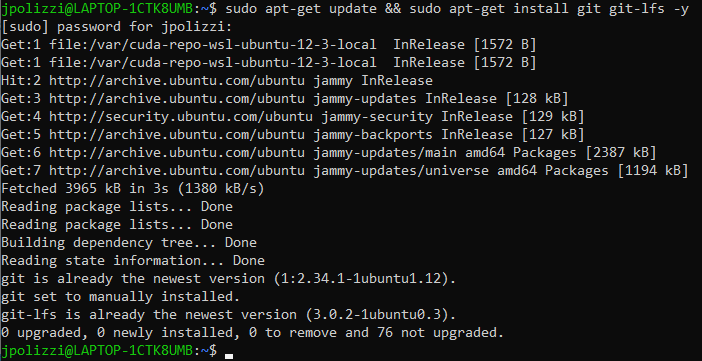 jpolizzi@LAPTOP-1CTK8UMB:~$ sudo apt-get update && sudo apt-get install git git-lfs -y
[sudo] password for jpolizzi:
Get:1 file:/var/cuda-repo-wsl-ubuntu-12-3-local  InRelease [1572 B]
Get:1 file:/var/cuda-repo-wsl-ubuntu-12-3-local  InRelease [1572 B]
Hit:2 http://archive.ubuntu.com/ubuntu jammy InRelease
Get:3 http://archive.ubuntu.com/ubuntu jammy-updates InRelease [128 kB]
Get:4 http://security.ubuntu.com/ubuntu jammy-security InRelease [129 kB]
Get:5 http://archive.ubuntu.com/ubuntu jammy-backports InRelease [127 kB]
Get:6 http://archive.ubuntu.com/ubuntu jammy-updates/main amd64 Packages [2387 kB]
Get:7 http://archive.ubuntu.com/ubuntu jammy-updates/universe amd64 Packages [1194 kB]
Fetched 3965 kB in 3s (1380 kB/s)
Reading package lists... Done
Reading package lists... Done
Building dependency tree... Done
Reading state information... Done
git is already the newest version (1:2.34.1-1ubuntu1.12).
git set to manually installed.
git-lfs is already the newest version (3.0.2-1ubuntu0.3).
0 upgraded, 0 newly installed, 0 to remove and 76 not upgraded.
jpolizzi@LAPTOP-1CTK8UMB:~$